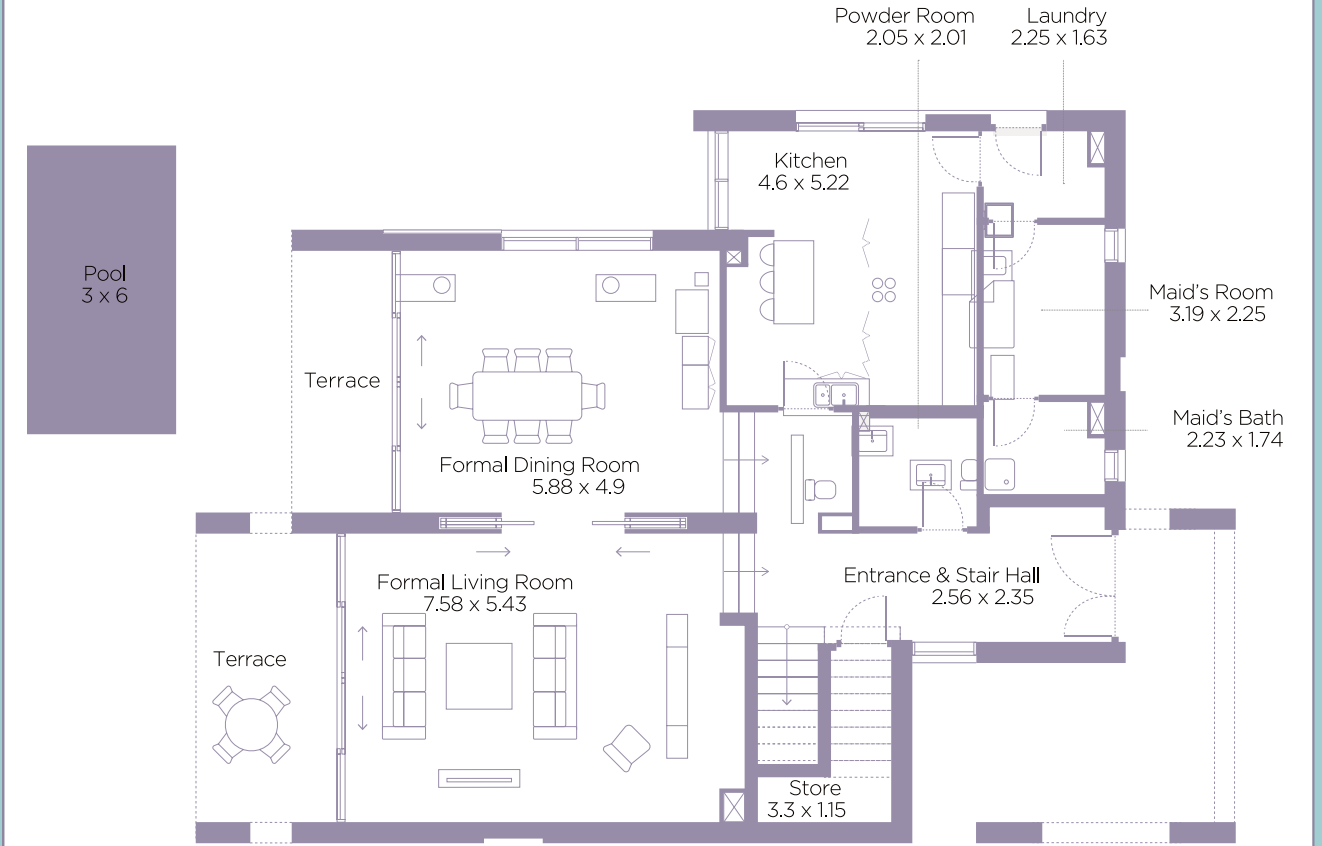 Powder Room
2.05 x 2.01
Laundry
2.25 x 1.63
Kitchen
4.6 x 5.22
Pool
3 x 6
Maid's Room
3.19 x 2.25
Terrace
Maid's Bath
2.23 x 1.74
Formal Dining Room
5.88 x 4.9
Formal Living Room
7.58 x 5.43
Entrance & Stair Hall
2.56 x 2.35
Terrace
Store
3.3 x 1.15